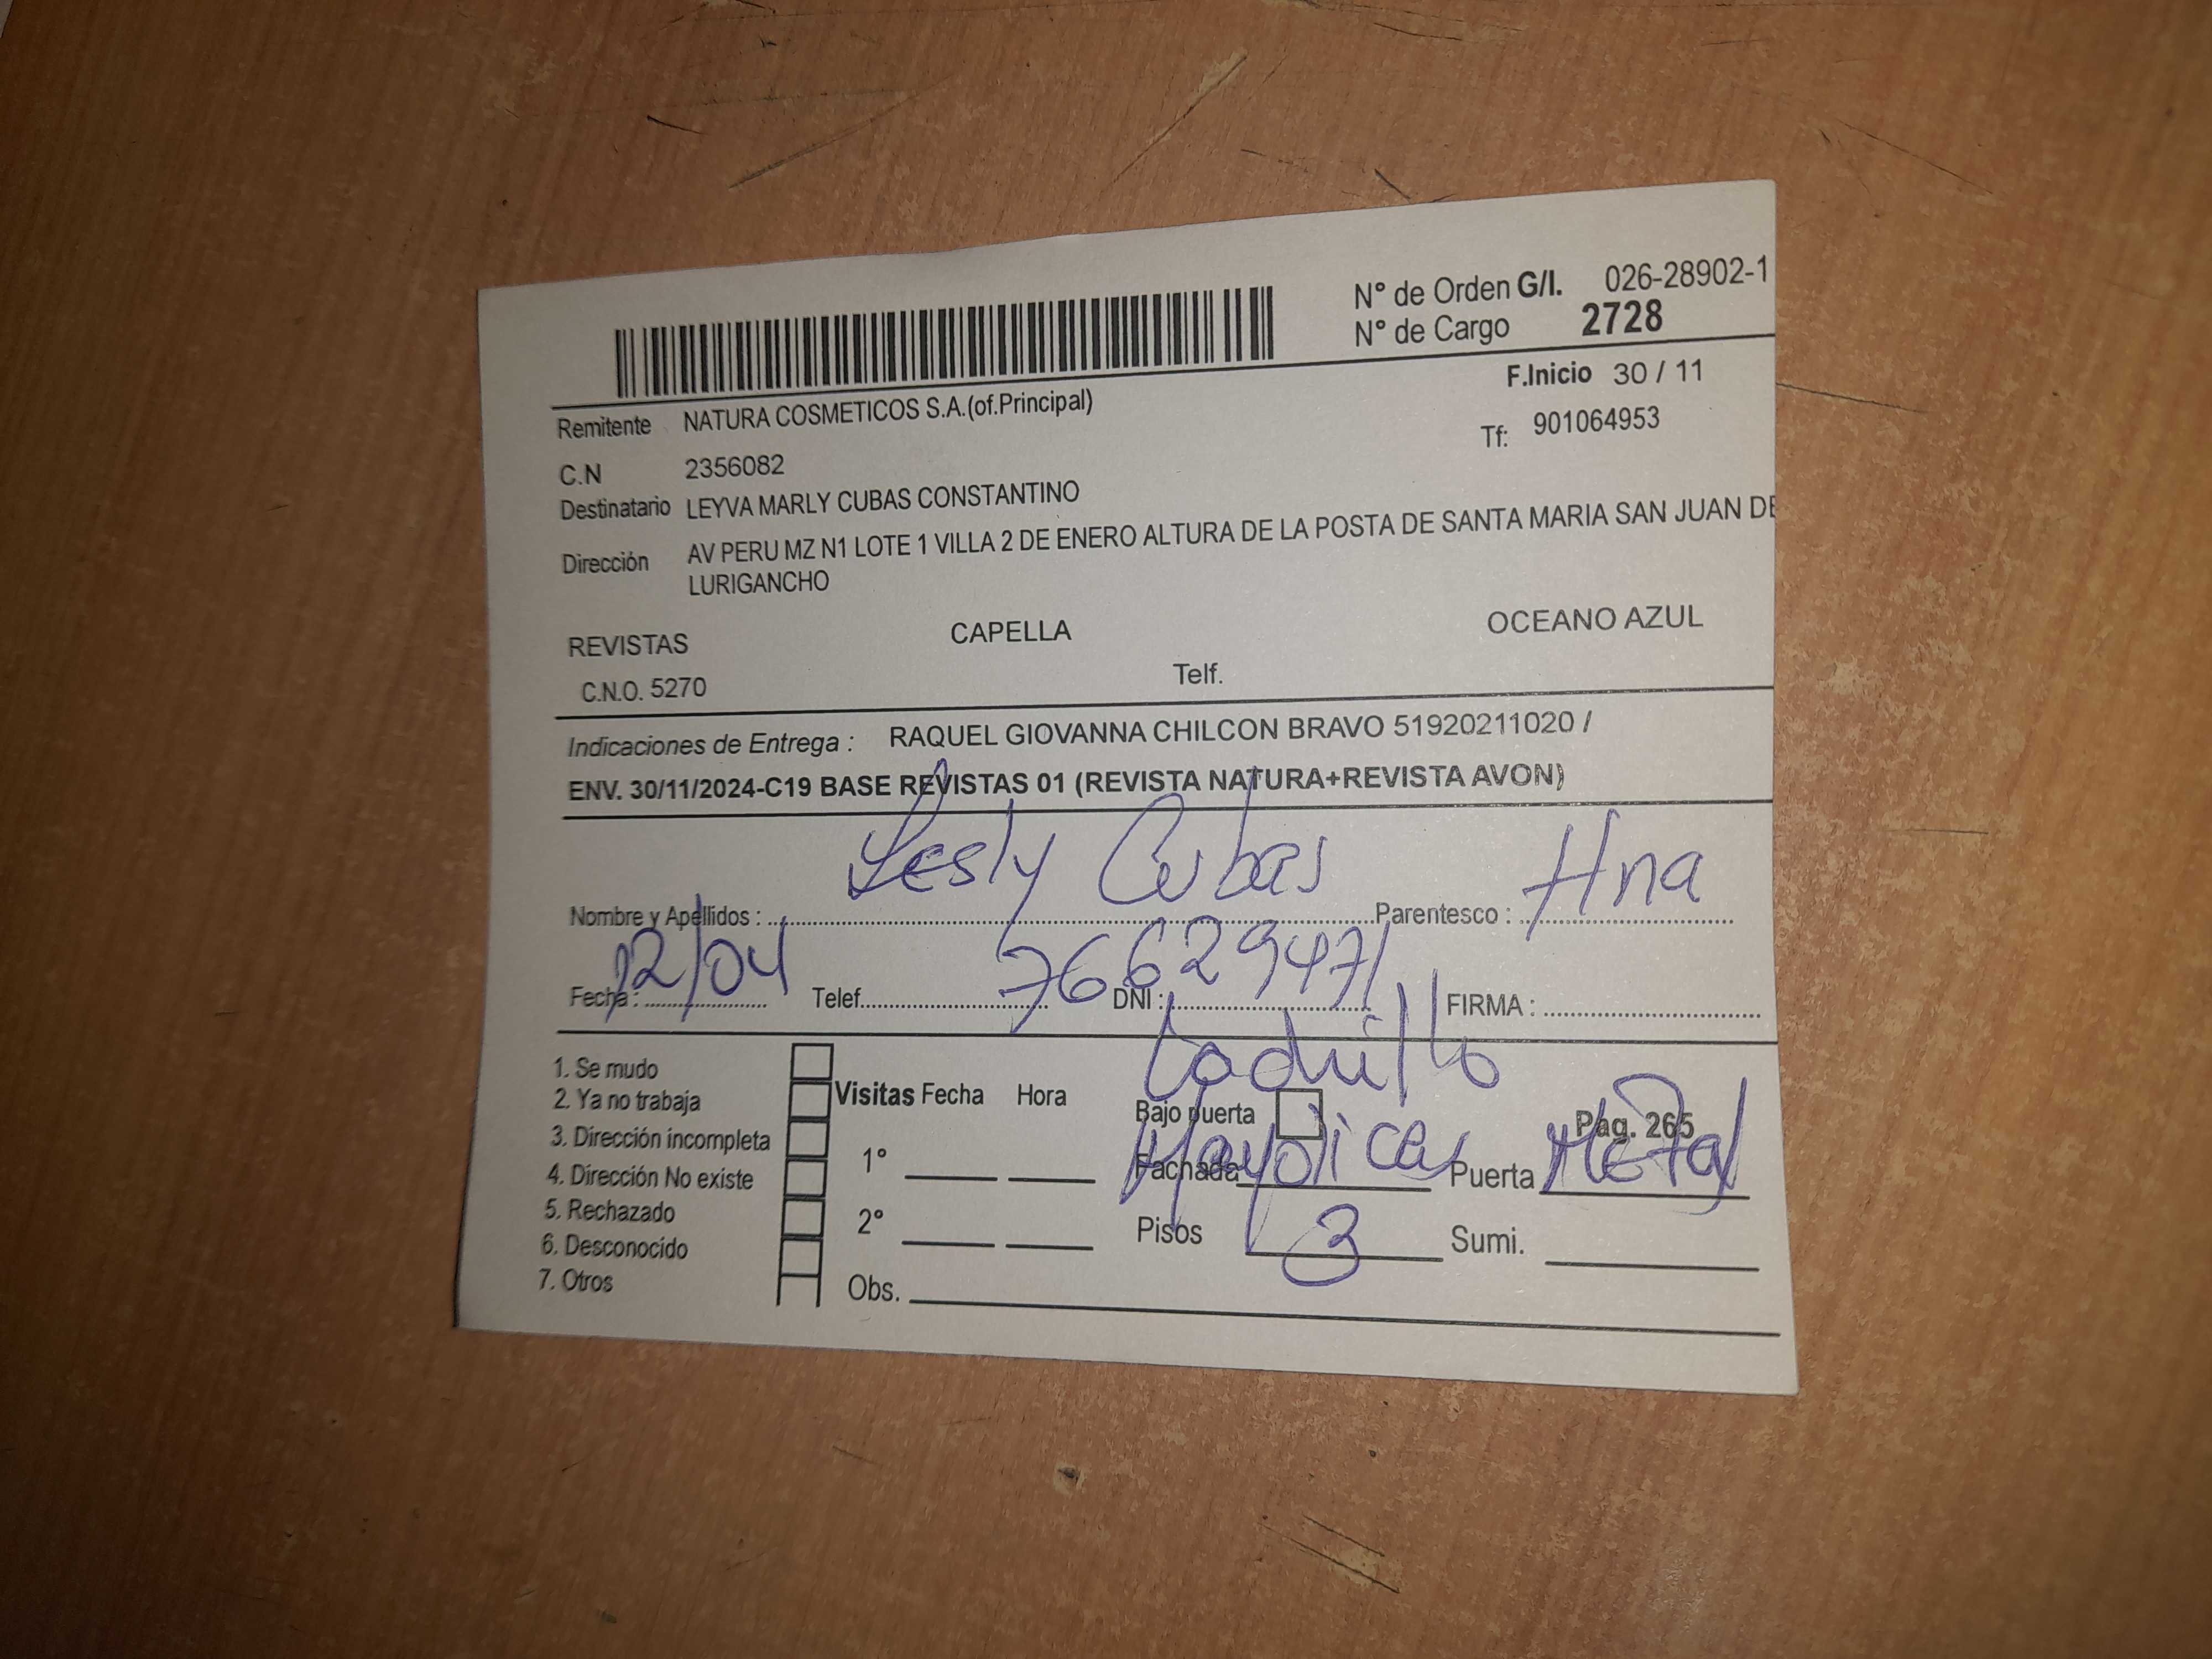 N° de Orden G/I. 026-28902-1
N° de Cargo 2728
F.Inicio 30 / 11
Remitente NATURA COSMETICOS S.A.(of.Principal)
Tf: 901064953
C.N 2356082
Destinatario LEYVA MARLY CUBAS CONSTANTINO
Dirección AV PERU MZ N1 LOTE 1 VILLA 2 DE ENERO ALTURA DE LA POSTA DE SANTA MARIA SAN JUAN DE
LURIGANCHO
REVISTAS CAPELLA OCEANO AZUL
C.N.O. 5270 Telf.
Indicaciones de Entrega : RAQUEL GIOVANNA CHILCON BRAVO 51920211020 /
ENV. 30/11/2024-C19 BASE REVISTAS 01 (REVISTA NATURA+REVISTA AVON)
Nombre y Apellidos : Lesly Cubas Parentesco : Hna
Fecha : 12/04 Telef. DNI : 76629471 FIRMA :
Ladrillo
1. Se mudo
2. Ya no trabaja Visitas Fecha Hora Bajo puerta Pag. 265
3. Dirección incompleta
4. Dirección No existe 1° Fachada Mayolica Puerta Metal
5. Rechazado
6. Desconocido 2° Pisos 3 Sumi.
7. Otros Obs.